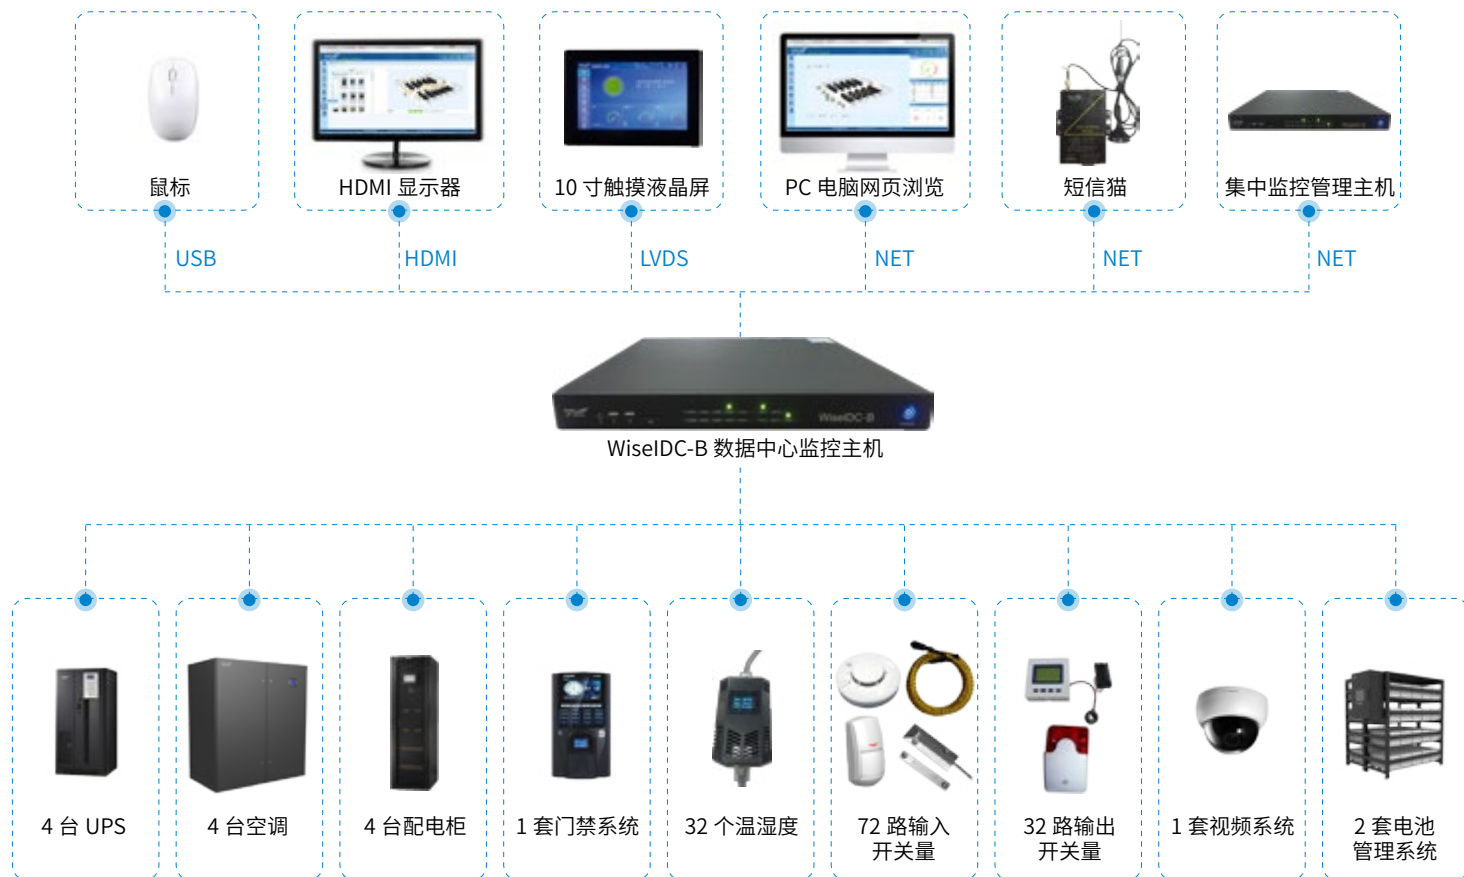 鼠标
HDMI 显示器
10 寸触摸液晶屏
PC 电脑网页浏览
短信猫
集中监控管理主机
USB
HDMI
LVDS
NET
NET
NET
WiseIDC-B
WiseIDC-B 数据中心监控主机
4 台 UPS
4 台空调
4 台配电柜
1 套门禁系统
32 个温湿度
72 路输入
开关量
32 路输出
开关量
1 套视频系统
2 套电池
管理系统